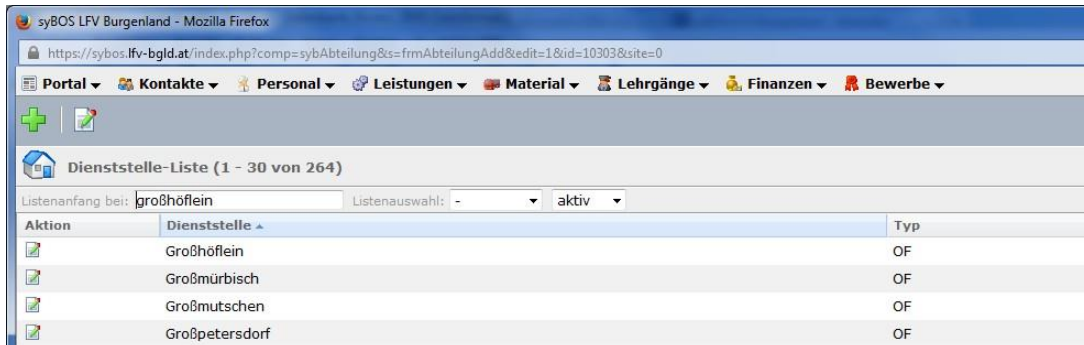 syBOS LFV Burgenland - Mozilla Firefox
https://sybos.lfv-bgld.at/index.php?comp=sybAbteilung&s=frmAbteilungAdd&edit=1&id=10303&site=0
Portal Kontakte Personal Leistungen Material Lehrgänge Finanzen Bewerbe
Dienststelle-Liste (1 - 30 von 264)
Listenanfang bei: großhöflein Listenauswahl: - aktiv
Aktion Dienststelle Typ
Großhöflein OF
Großmürbisch OF
Großmutschen OF
Großpetersdorf OF